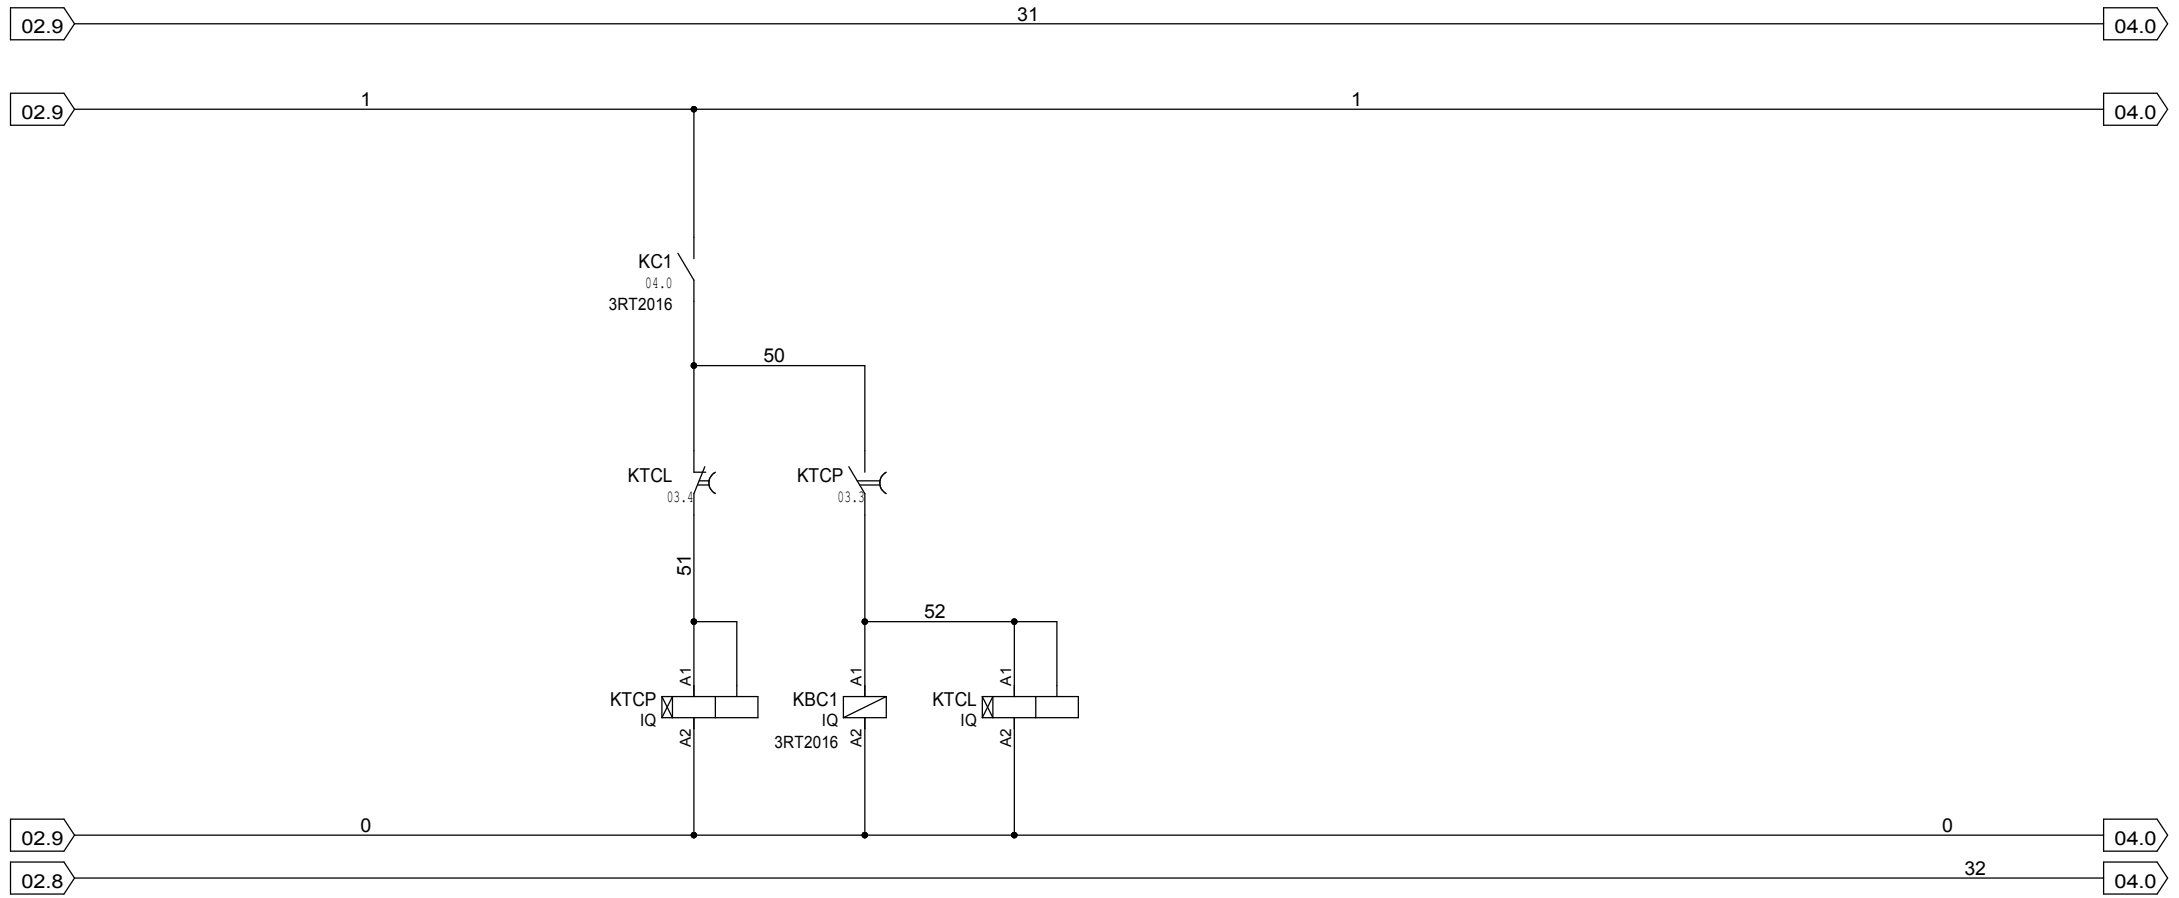 31
02.9
04.0
1
1
02.9
04.0
KC1
04.0
3RT2016
50
KTCL
03.4
KTCP
03.3
51
52
A1
A1
A1
KTCP
IQ
KBC1
IQ
KTCL
IQ
3RT2016
A2
A2
A2
0
0
02.9
04.0
32
02.8
04.0